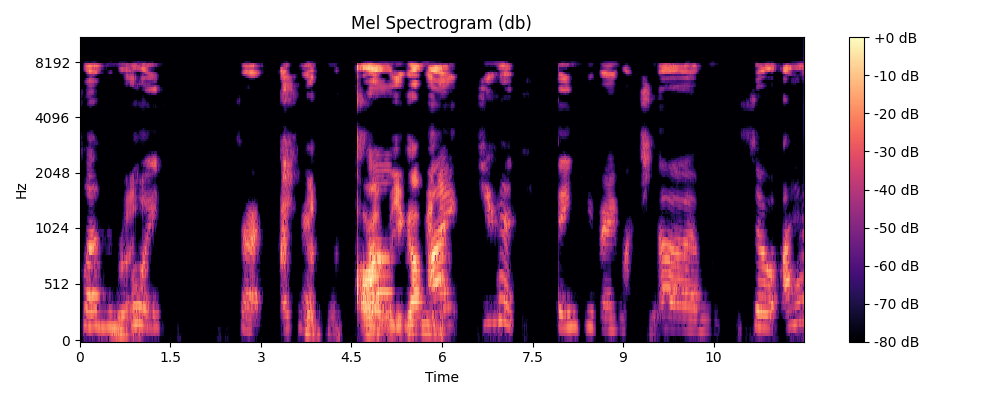 Mel Spectrogram (db)
Hz
8192
4096
2048
1024
512
0
0 1.5 3 4.5 6 7.5 9 10
Time
+0 dB
-10 dB
-20 dB
-30 dB
-40 dB
-50 dB
-60 dB
-70 dB
-80 dB